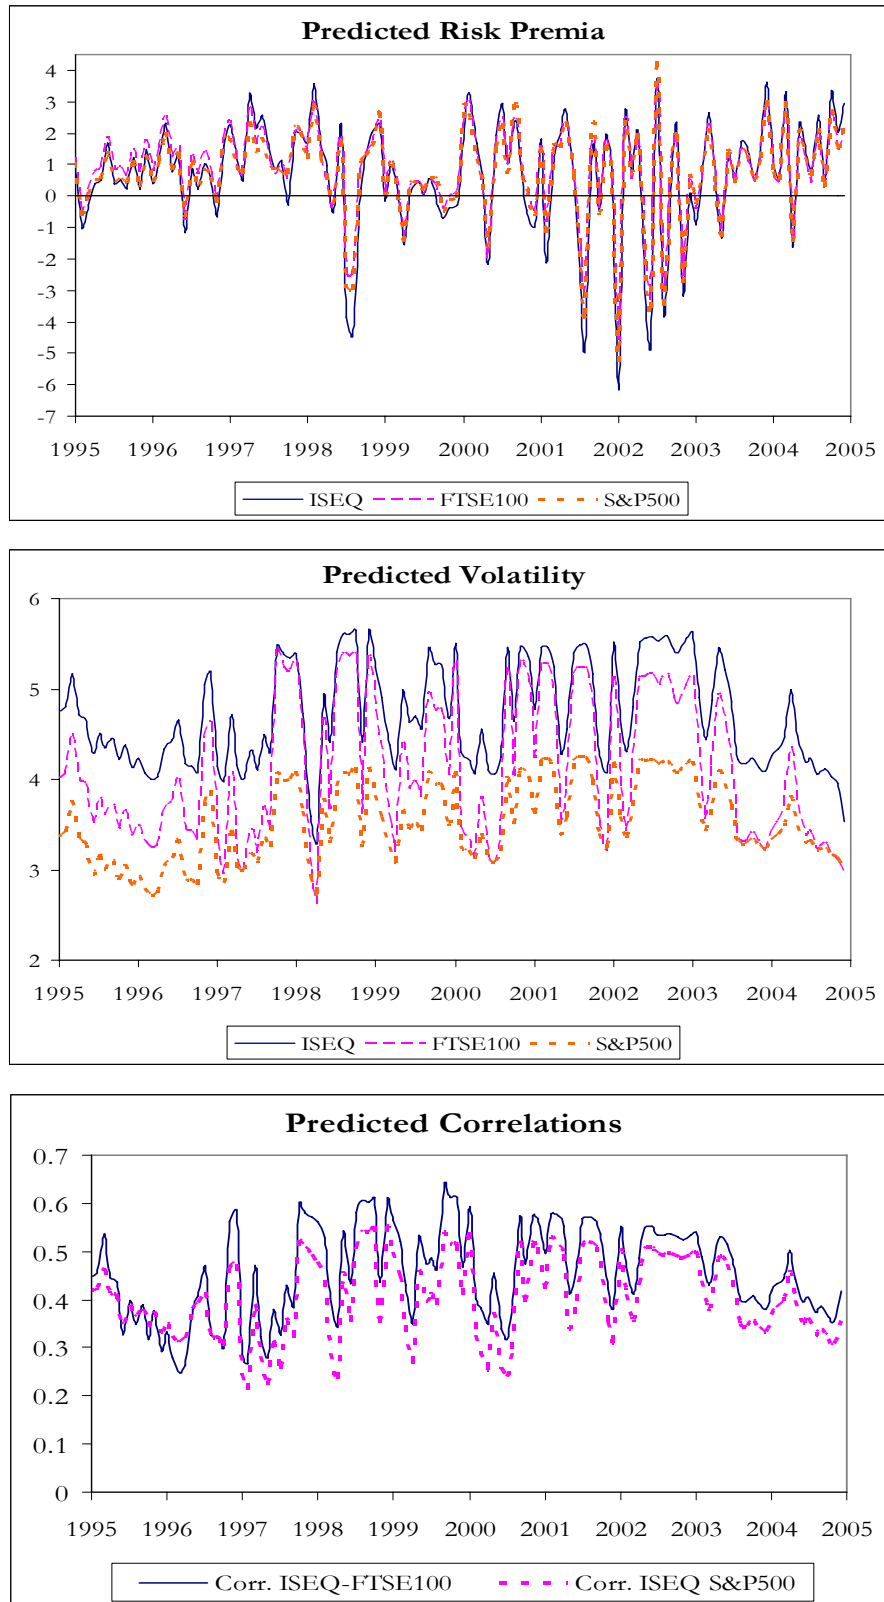 Predicted Risk Premia
4
3
2
1
0
-1
-2
-3
-4
-5
-6
-7
1995 1996 1997 1998 1999 2000 2001 2002 2003 2004 2005
ISEQ FTSE100 S&P500
Predicted Volatility
6
5
4
3
2
1995 1996 1997 1998 1999 2000 2001 2002 2003 2004 2005
ISEQ FTSE100 S&P500
Predicted Correlations
0.7
0.6
0.5
0.4
0.3
0.2
0.1
0
1995 1996 1997 1998 1999 2000 2001 2002 2003 2004 2005
Corr. ISEQ-FTSE100 Corr. ISEQ S&P500